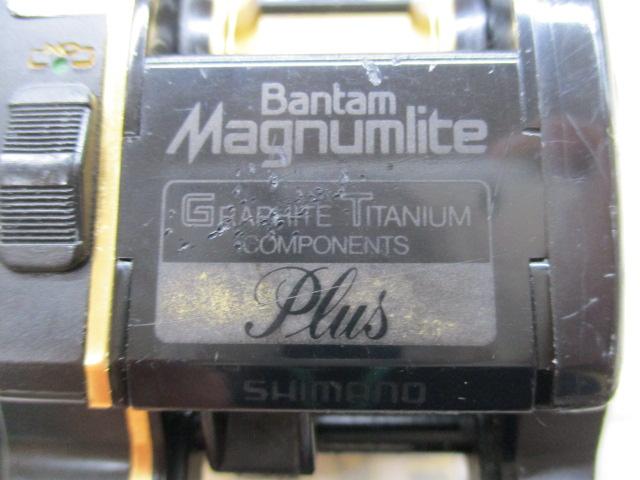 Bantam
Magnumlite
GRAPHITE TITANIUM
COMPONENTS
Plus
SHIMANO